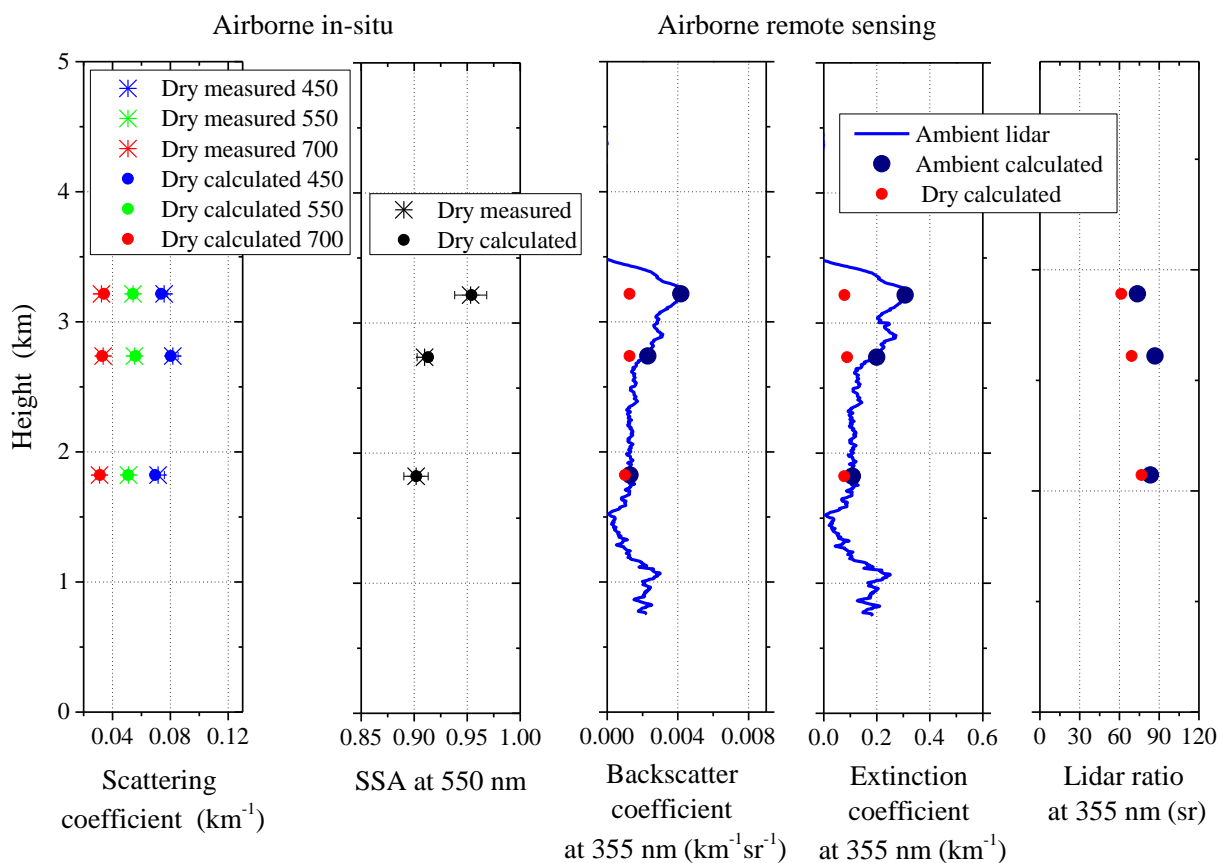 Airborne in-situ
Airborne remote sensing
5
4
3
2
1
0
Height (km)
Dry measured 450
Dry measured 550
Dry measured 700
Dry calculated 450
Dry calculated 550
Dry calculated 700
Dry measured
Dry calculated
Ambient lidar
Ambient calculated
Dry calculated
0.04 0.08 0.12
0.85 0.90 0.95 1.00
0.000 0.004 0.008
0.0 0.2 0.4 0.6
0 30 60 90 120
Scattering
coefficient (km-1)
SSA at 550 nm
Backscatter
coefficient
at 355 nm (km-1sr-1)
Extinction
coefficient
at 355 nm (km-1)
Lidar ratio
at 355 nm (sr)